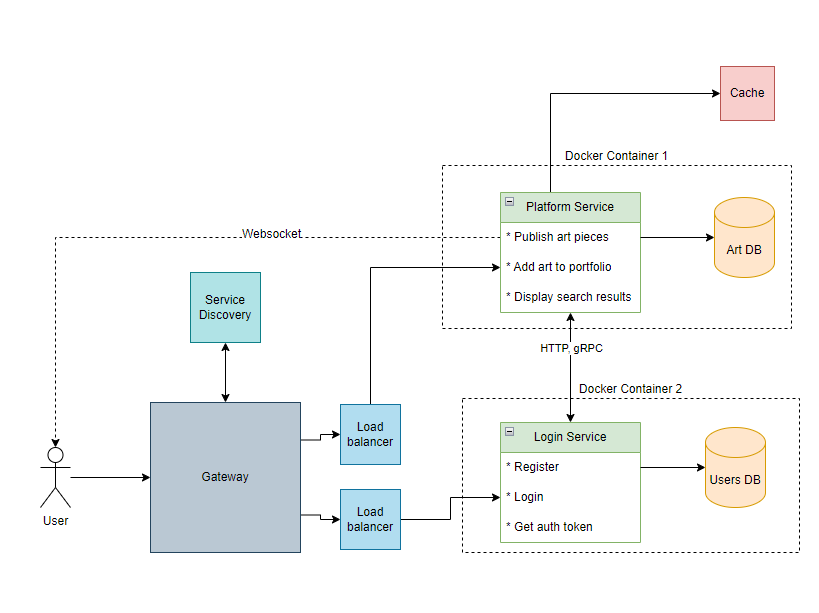 Cache
Docker Container 1
Platform Service
* Publish art pieces
* Add art to portfolio
* Display search results
Art DB
Websocket
Service
Discovery
HTTP, gRPC
Docker Container 2
Load
balancer
Login Service
* Register
* Login
* Get auth token
Users DB
Gateway
Load
balancer
User